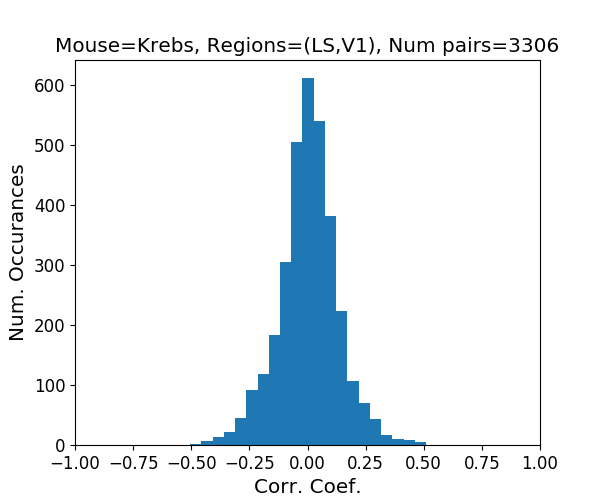 Mouse=Krebs, Regions=(LS,V1), Num pairs=3306
600
500
400
300
200
100
0
Num. Occurances
−1.00 −0.75 −0.50 −0.25 0.00 0.25 0.50 0.75 1.00
Corr. Coef.